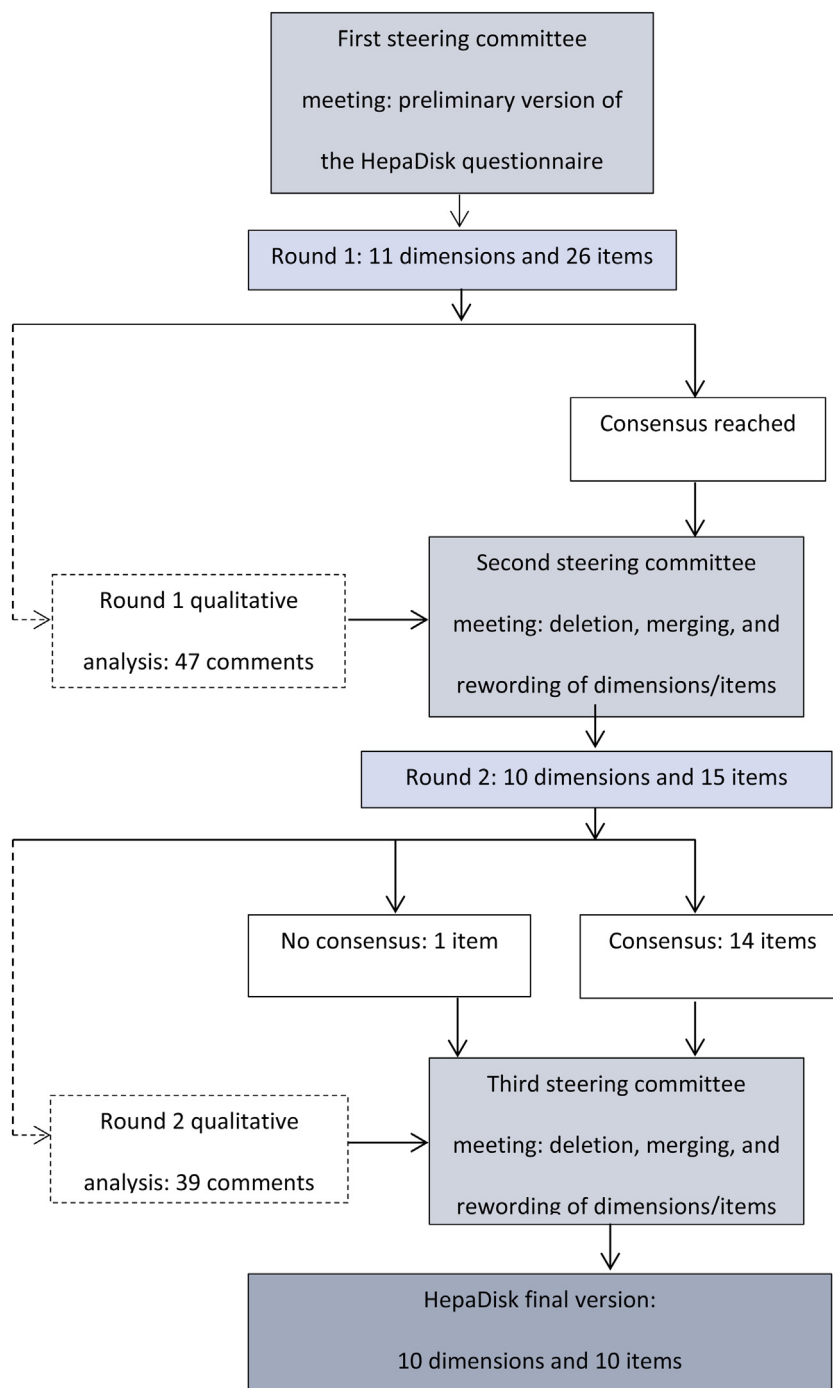 First steering committee
meeting: preliminary version of
the HepaDisk questionnaire
Round 1: 11 dimensions and 26 items
Consensus reached
Second steering committee
meeting: deletion, merging, and
rewording of dimensions/items
Round 1 qualitative
analysis: 47 comments
Round 2: 10 dimensions and 15 items
No consensus: 1 item
Consensus: 14 items
Third steering committee
meeting: deletion, merging, and
rewording of dimensions/items
Round 2 qualitative
analysis: 39 comments
HepaDisk final version:
10 dimensions and 10 items